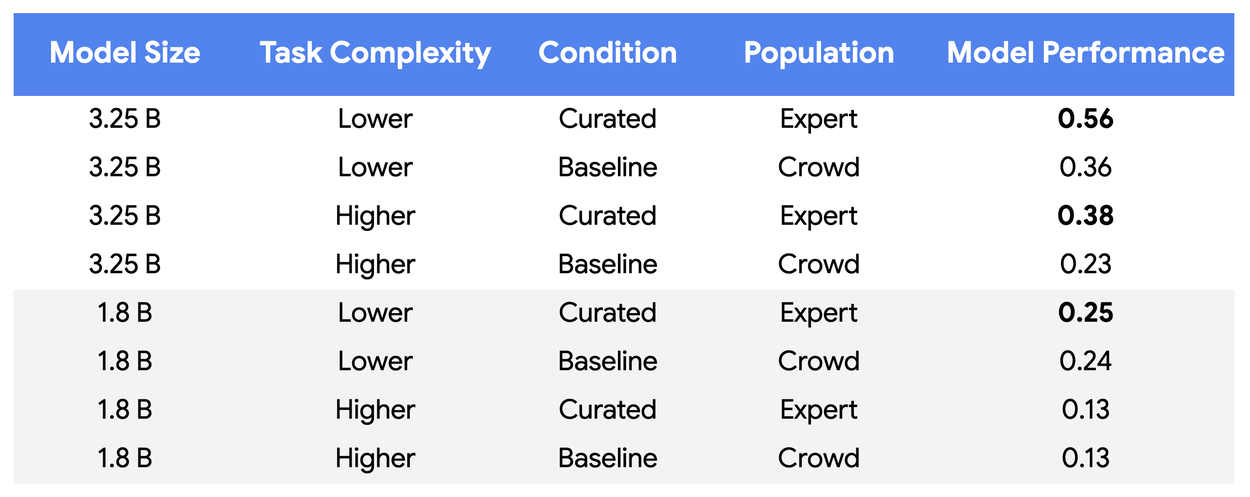 Model Size Task Complexity Condition Population Model Performance
3.25 B Lower Curated Expert 0.56
3.25 B Lower Baseline Crowd 0.36
3.25 B Higher Curated Expert 0.38
3.25 B Higher Baseline Crowd 0.23
1.8 B Lower Curated Expert 0.25
1.8 B Lower Baseline Crowd 0.24
1.8 B Higher Curated Expert 0.13
1.8 B Higher Baseline Crowd 0.13